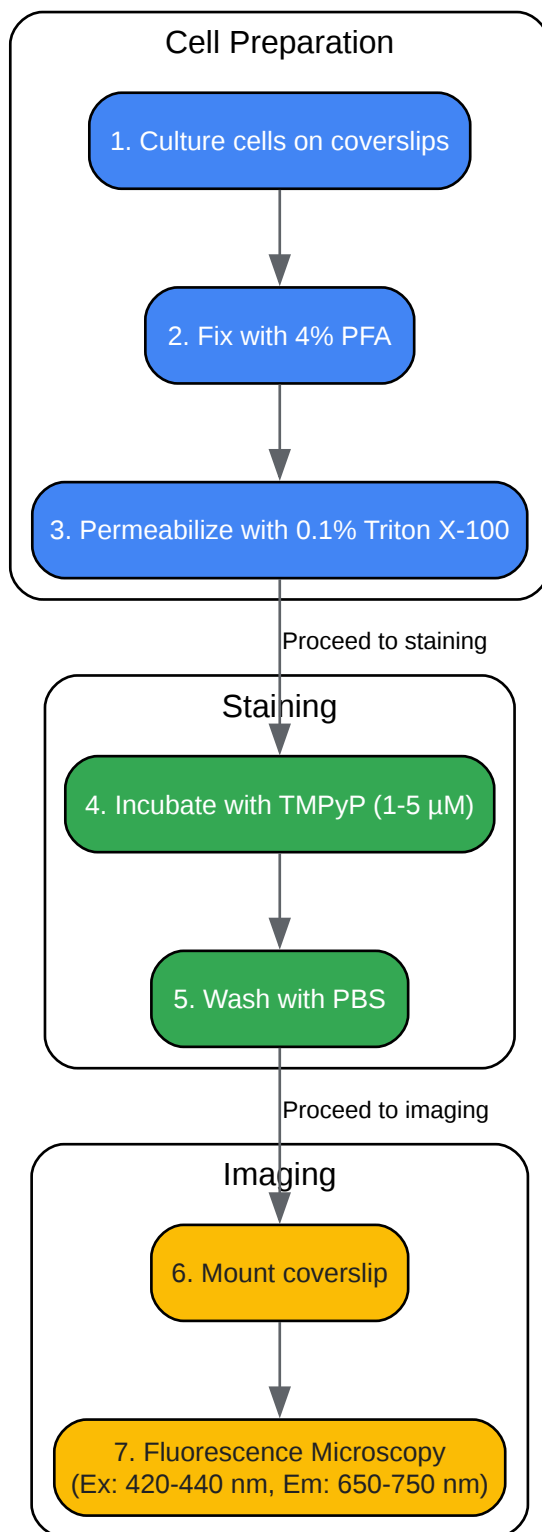 Cell Preparation
1. Culture cells on coverslips
2. Fix with 4% PFA
3. Permeabilize with 0.1% Triton X-100
Proceed to staining
Staining
4. Incubate with TMPyP (1-5 µM)
5. Wash with PBS
Proceed to imaging
Imaging
6. Mount coverslip
7. Fluorescence Microscopy
(Ex: 420-440 nm, Em: 650-750 nm)